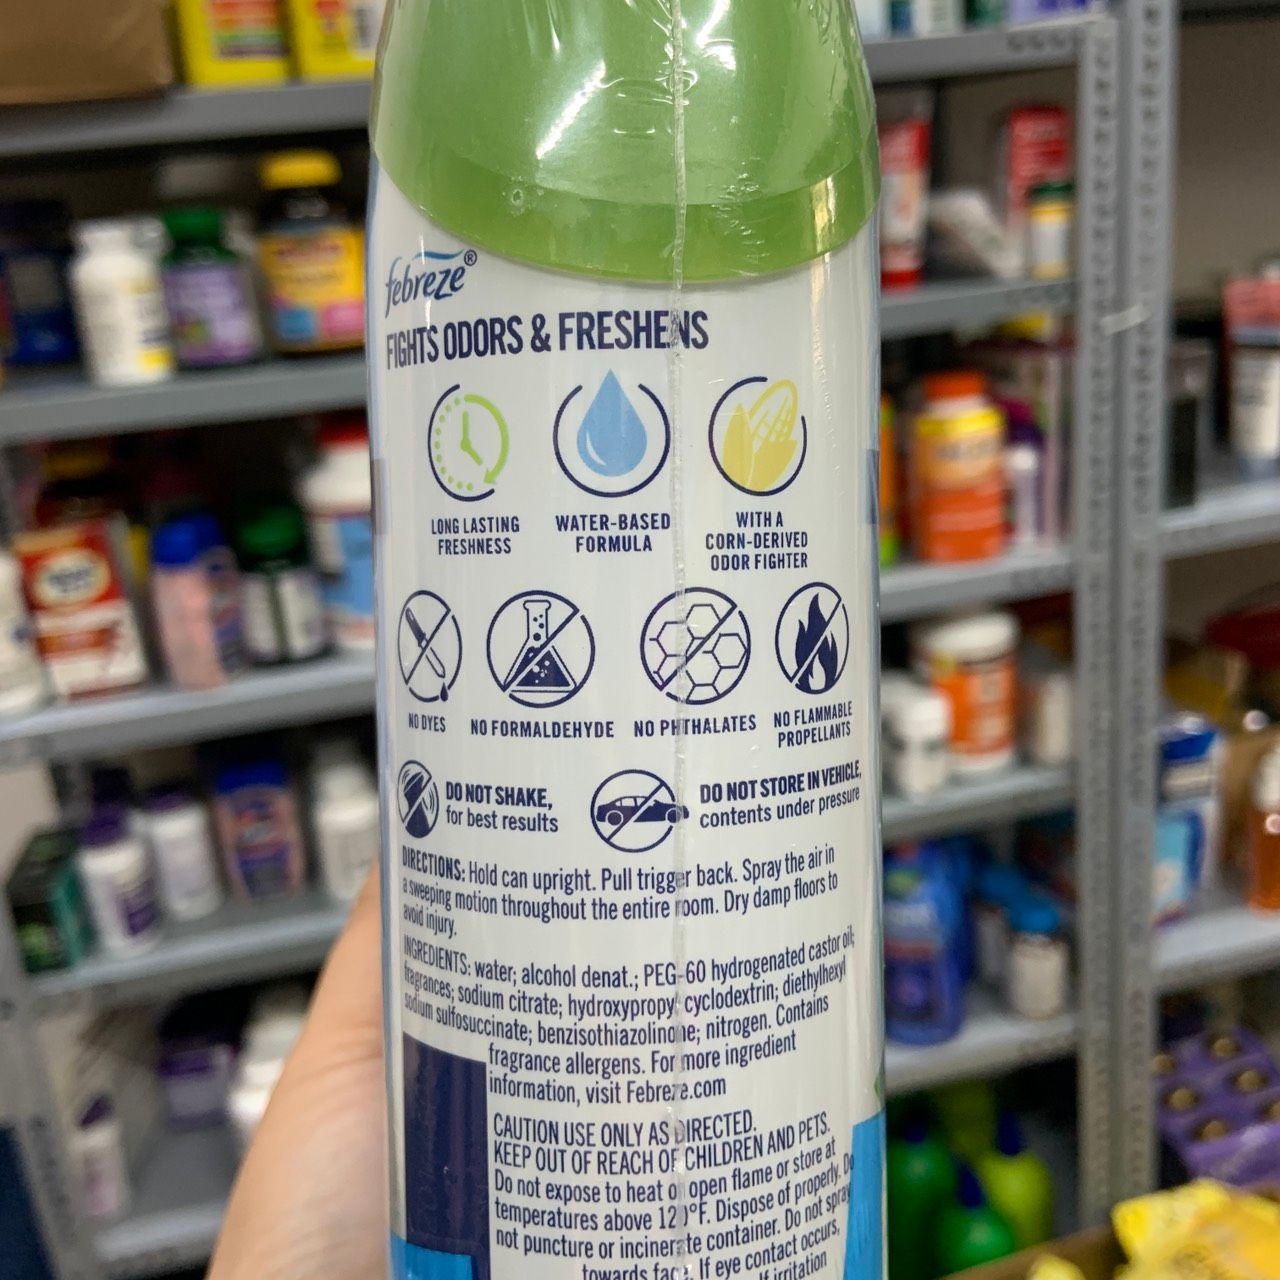 febreze®
FIGHTS ODORS & FRESHENS
LONG LASTING
FRESHNESS
WATER-BASED
FORMULA
WITH A
CORN-DERIVED
ODOR FIGHTER
NO DYES
NO FORMALDEHYDE
NO PHTHALATES
NO FLAMMABLE
PROPELLANTS
DO NOT SHAKE,
for best results
DO NOT STORE IN VEHICLE,
contents under pressure
DIRECTIONS: Hold can upright. Pull trigger back. Spray the air in
a sweeping motion throughout the entire room. Dry damp floors to
avoid injury.
INGREDIENTS: water; alcohol denat.; PEG-60 hydrogenated castor oil;
fragrances; sodium citrate; hydroxypropyl cyclodextrin; diethylhexyl
sodium sulfosuccinate; benzisothiazolinone; nitrogen. Contains
fragrance allergens. For more ingredient
information, visit Febreze.com
CAUTION USE ONLY AS DIRECTED.
KEEP OUT OF REACH OF CHILDREN AND PETS.
Do not expose to heat or open flame or store at
temperatures above 120°F. Dispose of properly. Do
not puncture or incinerate container. Do not spray
towards face. If eye contact occurs,
If irritation